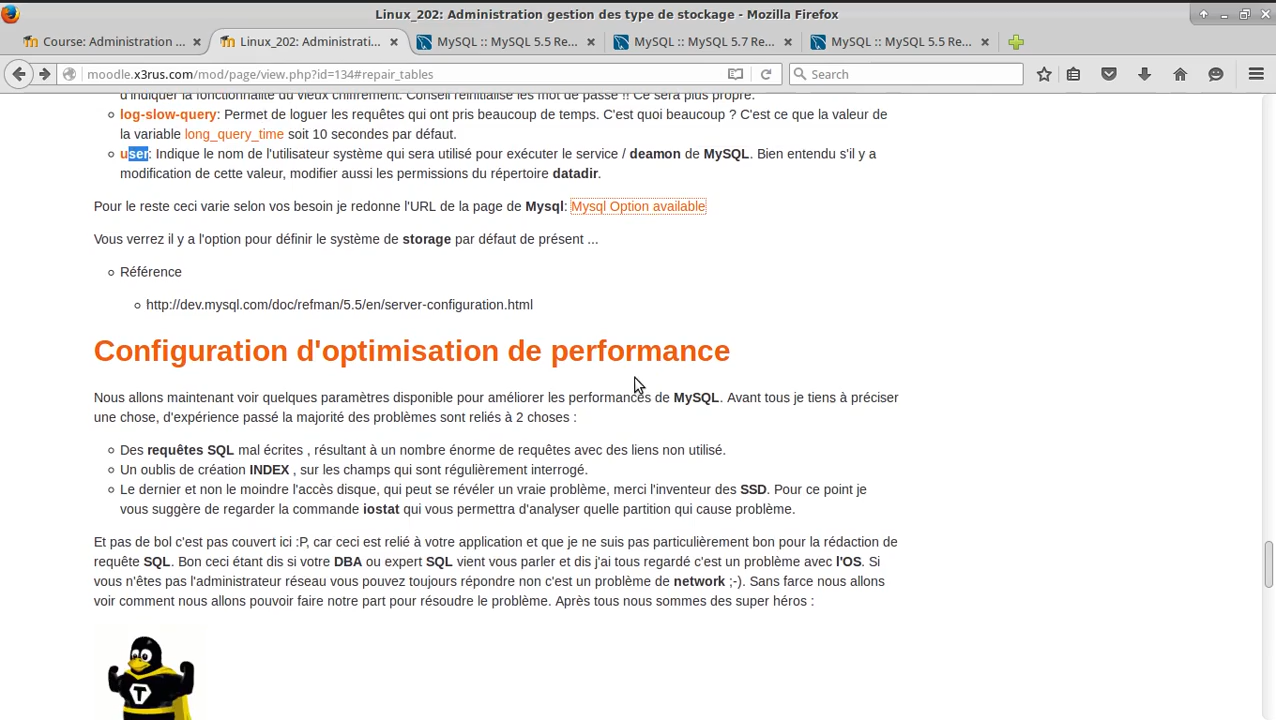 Linux_202: Administration gestion des type de stockage - Mozilla Firefox
Course: Administration ...
Linux_202: Administrati...
MySQL :: MySQL 5.5 Re...
MySQL :: MySQL 5.7 Re...
MySQL :: MySQL 5.5 Re...
moodle.x3rus.com/mod/page/view.php?id=134#repair_tables
Search
d'indiquer la fonctionnalité du vieux chiffrement. Conseil réinitialise les mot de passe !! Ce sera plus propre.
log-slow-query: Permet de loguer les requêtes qui ont pris beaucoup de temps. C'est quoi beaucoup ? C'est ce que la valeur de
la variable long_query_time soit 10 secondes par défaut.
user: Indique le nom de l'utilisateur système qui sera utilisé pour exécuter le service / deamon de MySQL. Bien entendu s'il y a
modification de cette valeur, modifier aussi les permissions du répertoire datadir.
Pour le reste ceci varie selon vos besoin je redonne l'URL de la page de Mysql: Mysql Option available
Vous verrez il y a l'option pour définir le système de storage par défaut de présent ...
Référence
http://dev.mysql.com/doc/refman/5.5/en/server-configuration.html
Configuration d'optimisation de performance
Nous allons maintenant voir quelques paramètres disponible pour améliorer les performances de MySQL. Avant tous je tiens à préciser
une chose, d'expérience passé la majorité des problèmes sont reliés à 2 choses :
Des requêtes SQL mal écrites , résultant à un nombre énorme de requêtes avec des liens non utilisé.
Un oublis de création INDEX , sur les champs qui sont régulièrement interrogé.
Le dernier et non le moindre l'accès disque, qui peut se révéler un vraie problème, merci l'inventeur des SSD. Pour ce point je
vous suggère de regarder la commande iostat qui vous permettra d'analyser quelle partition qui cause problème.
Et pas de bol c'est pas couvert ici :P, car ceci est relié à votre application et que je ne suis pas particulièrement bon pour la rédaction de
requête SQL. Bon ceci étant dis si votre DBA ou expert SQL vient vous parler et dis j'ai tous regardé c'est un problème avec l'OS. Si
vous n'êtes pas l'administrateur réseau vous pouvez toujours répondre non c'est un problème de network ;-). Sans farce nous allons
voir comment nous allons pouvoir faire notre part pour résoudre le problème. Après tous nous sommes des super héros :
T